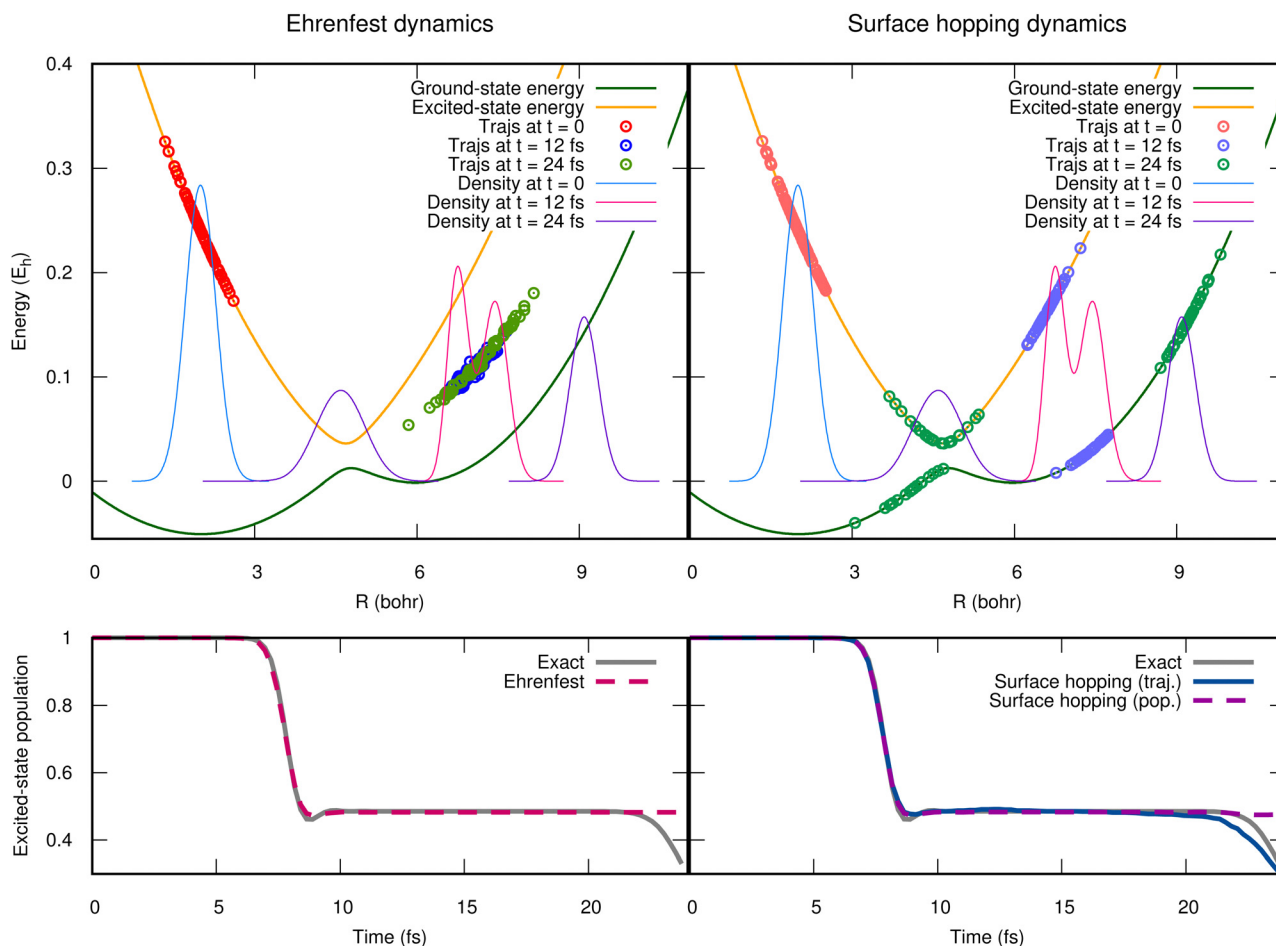 Ehrenfest dynamics
Surface hopping dynamics
0.4
0.3
0.2
0.1
0
Energy (E_h)
Ground-state energy
Excited-state energy
Trajs at t = 0
Trajs at t = 12 fs
Trajs at t = 24 fs
Density at t = 0
Density at t = 12 fs
Density at t = 24 fs
Ground-state energy
Excited-state energy
Trajs at t = 0
Trajs at t = 12 fs
Trajs at t = 24 fs
Density at t = 0
Density at t = 12 fs
Density at t = 24 fs
0 3 6 9
0 3 6 9
R (bohr)
R (bohr)
1
0.8
0.6
0.4
Excited-state population
Exact
Ehrenfest
Exact
Surface hopping (traj.)
Surface hopping (pop.)
0 5 10 15 20
0 5 10 15 20
Time (fs)
Time (fs)